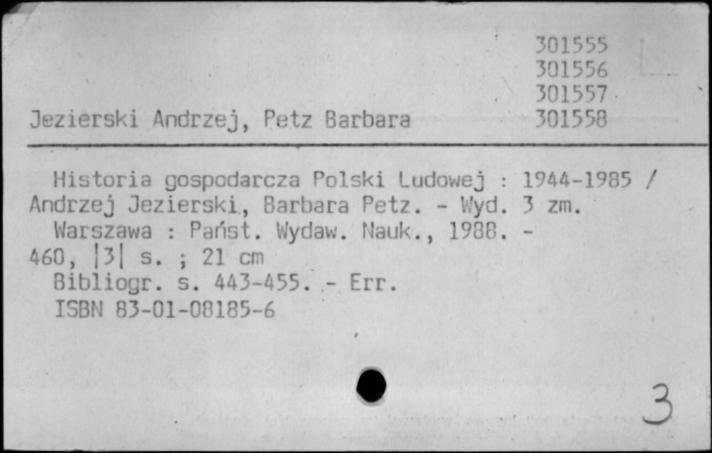 301555
301556
301557
Jezierski Andrzej, Petz Barbara 301558
Historia gospodarcza Polski Ludowej : 1944-1985 /
Andrzej Jezierski, Barbara Petz. - Wyd. 3 zm.
Warszawa : Państ. Wydaw. Nauk., 1988. -
460, |3| s. ; 21 cm
Bibliogr. s. 443-455. - Err.
ISBN 83-01-08185-6
3